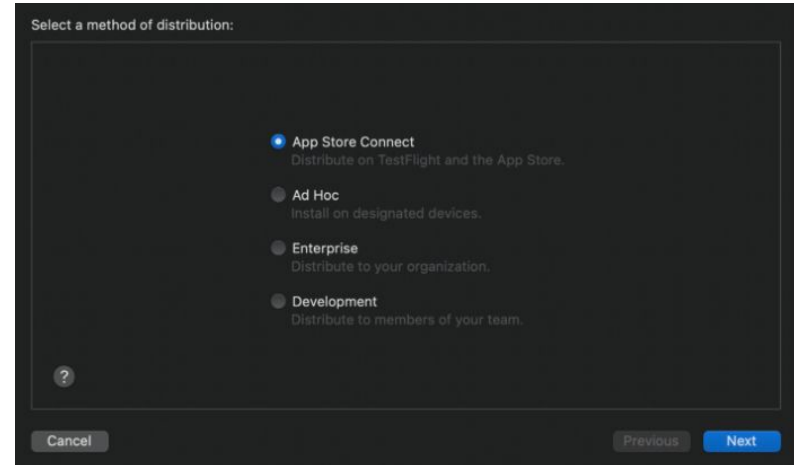 Select a method of distribution:
App Store Connect
Distribute on TestFlight and the App Store.
Ad Hoc
Install on designated devices.
Enterprise
Distribute to your organization.
Development
Distribute to members of your team.
?
Cancel
Previous
Next